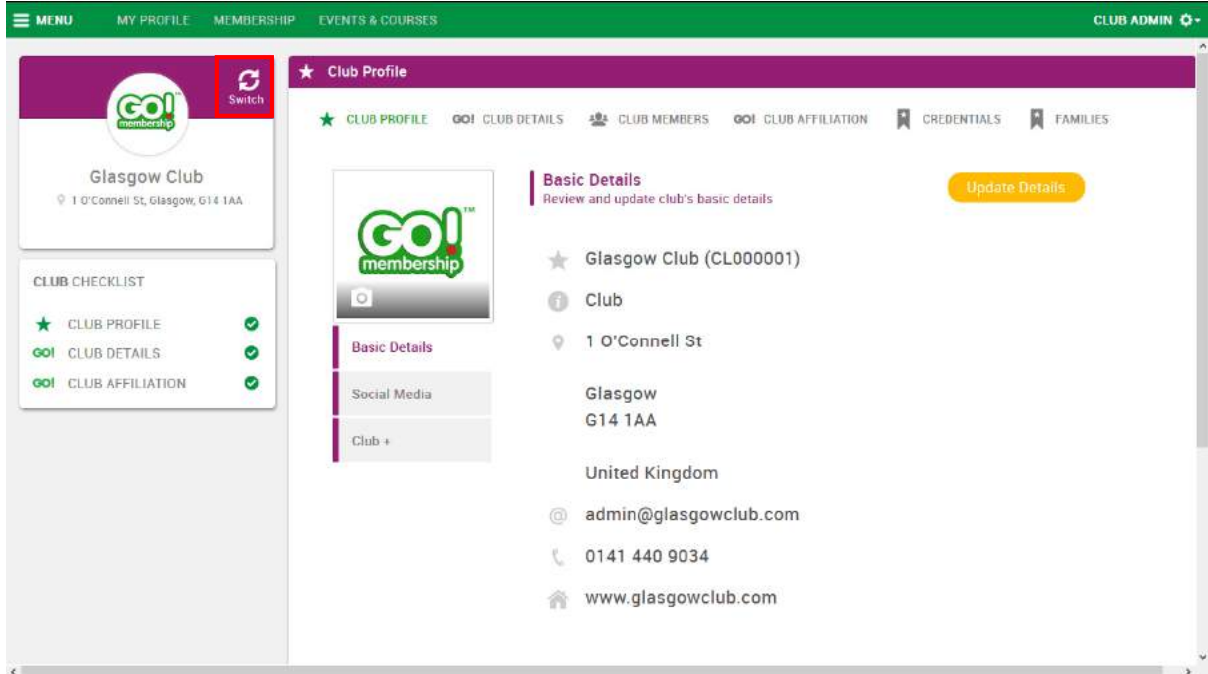 MENU MY PROFILE MEMBERSHIP EVENTS & COURSES CLUB ADMIN
Switch
GO!
membership
Glasgow Club
1 O'Connell St, Glasgow, G14 1AA
CLUB CHECKLIST
CLUB PROFILE
GO! CLUB DETAILS
GO! CLUB AFFILIATION
Club Profile
CLUB PROFILE GO! CLUB DETAILS CLUB MEMBERS GO! CLUB AFFILIATION CREDENTIALS FAMILIES
GO!™
membership
Basic Details
Social Media
Club +
Basic Details
Review and update club's basic details
Update Details
Glasgow Club (CL000001)
Club
1 O'Connell St
Glasgow
G14 1AA
United Kingdom
@ admin@glasgowclub.com
0141 440 9034
www.glasgowclub.com